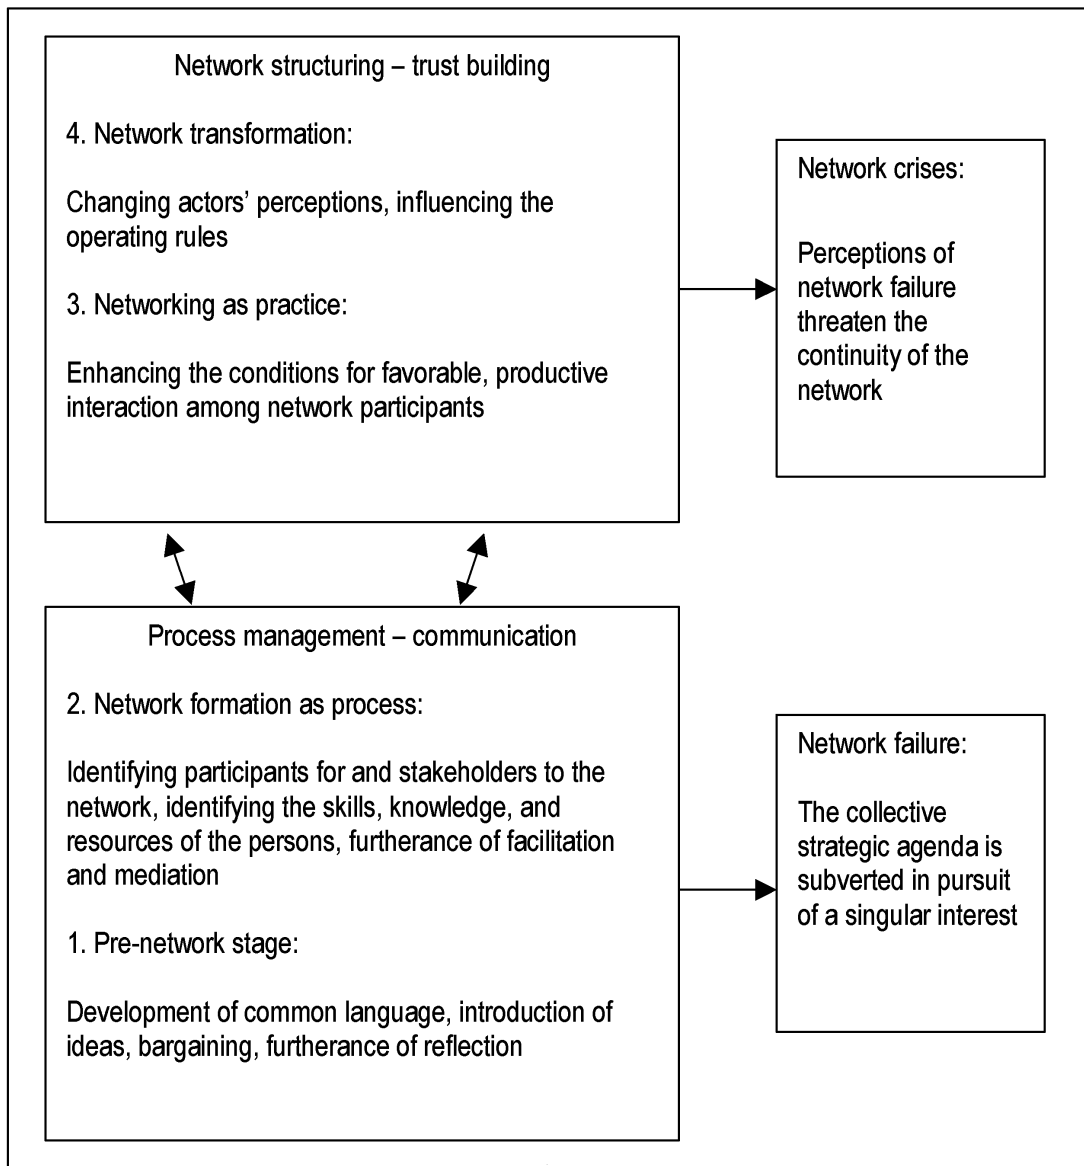 Network structuring – trust building
4. Network transformation:
Changing actors’ perceptions, influencing the
operating rules
3. Networking as practice:
Enhancing the conditions for favorable, productive
interaction among network participants
Network crises:
Perceptions of
network failure
threaten the
continuity of the
network
Process management – communication
2. Network formation as process:
Identifying participants for and stakeholders to the
network, identifying the skills, knowledge, and
resources of the persons, furtherance of facilitation
and mediation
1. Pre-network stage:
Development of common language, introduction of
ideas, bargaining, furtherance of reflection
Network failure:
The collective
strategic agenda is
subverted in pursuit
of a singular interest